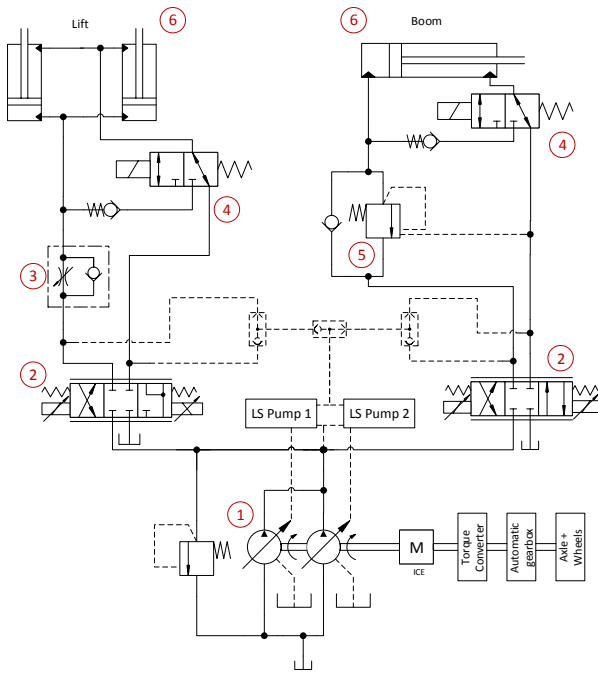 Lift
6
6
Boom
4
4
5
3
2
2
LS Pump 1
LS Pump 2
1
M
ICE
Torque
Converter
Automatic
gearbox
Axle +
Wheels